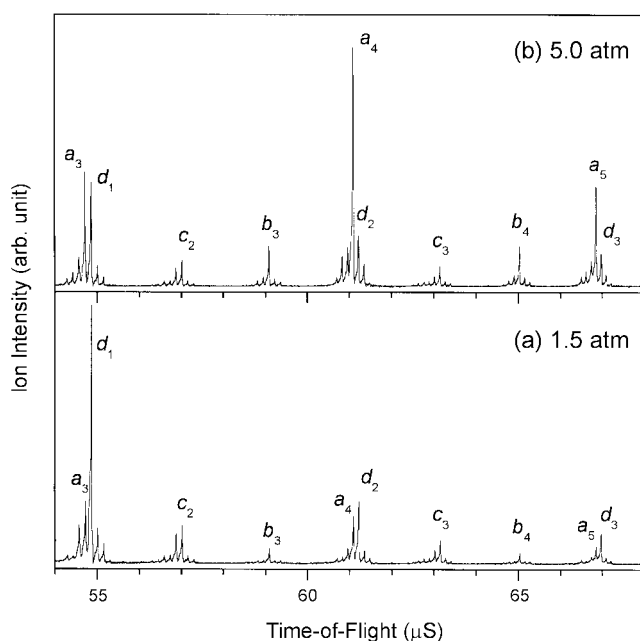 (b) 5.0 atm
a4
a3
d1
a5
d2
b3
b4
d3
c2
c3
(a) 1.5 atm
d1
a3
d2
a4
c2
c3
d3
b3
b4
a5
55
60
65
Time-of-Flight (μS)
Ion Intensity (arb. unit)